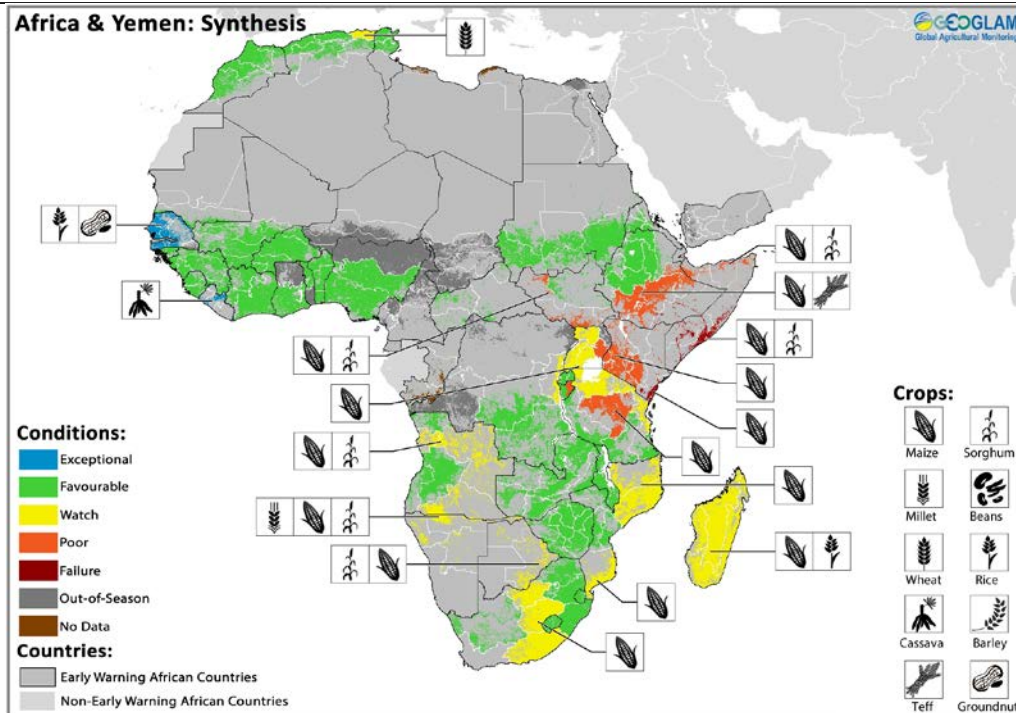 Africa & Yemen: Synthesis
GEOGLAM
Global Agricultural Monitoring
Conditions:
Exceptional
Favourable
Watch
Poor
Failure
Out-of-Season
No Data
Countries:
Early Warning African Countries
Non-Early Warning African Countries
Crops:
Maize Sorghum
Millet Beans
Wheat Rice
Cassava Barley
Teff Groundnut